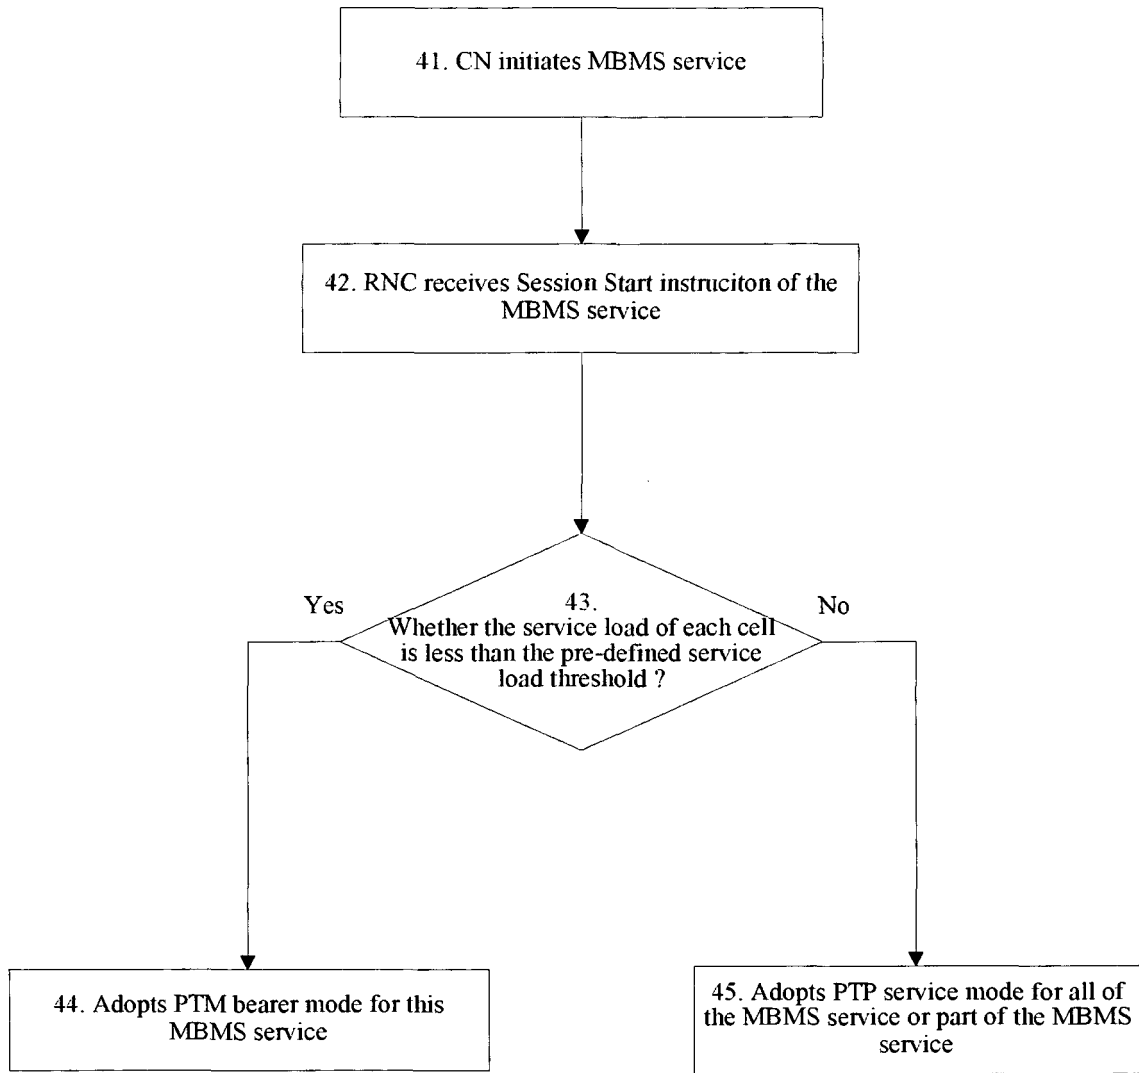 41. CN initiates MBMS service
42. RNC receives Session Start instruciton of the
MBMS service
Yes
No
43.
Whether the service load of each cell
is less than the pre-defined service
load threshold ?
44. Adopts PTM bearer mode for this
MBMS service
45. Adopts PTP service mode for all of
the MBMS service or part of the MBMS
service